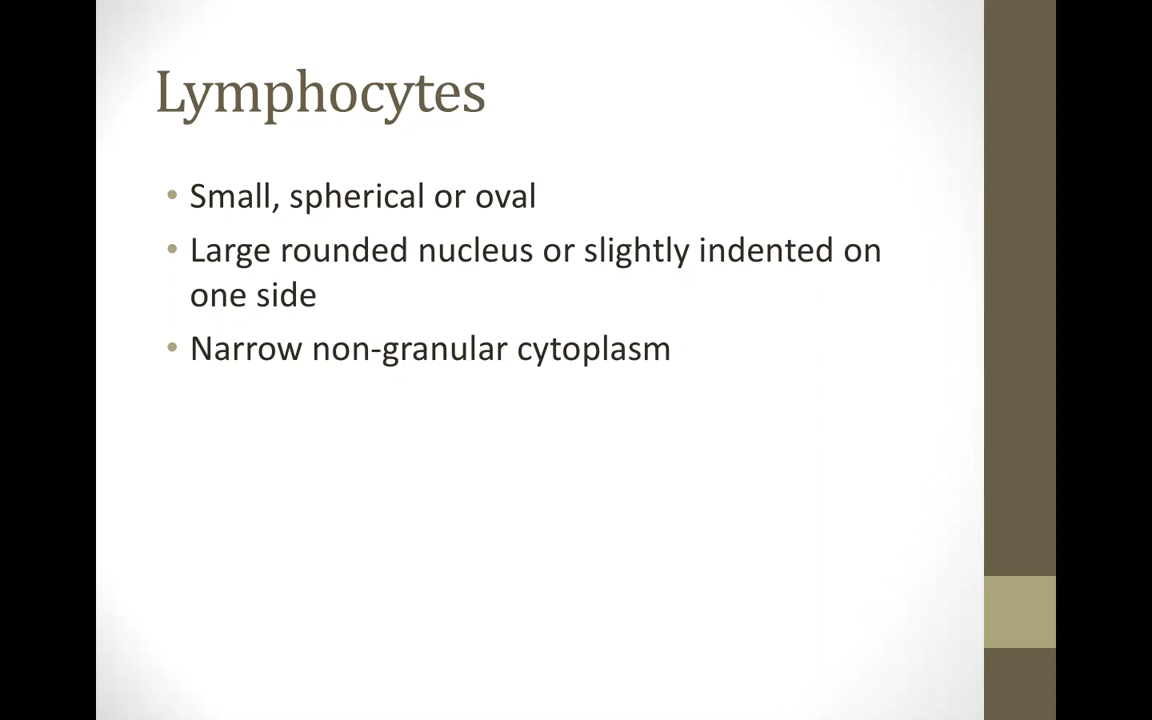 Lymphocytes
• Small, spherical or oval
• Large rounded nucleus or slightly indented on
one side
• Narrow non-granular cytoplasm